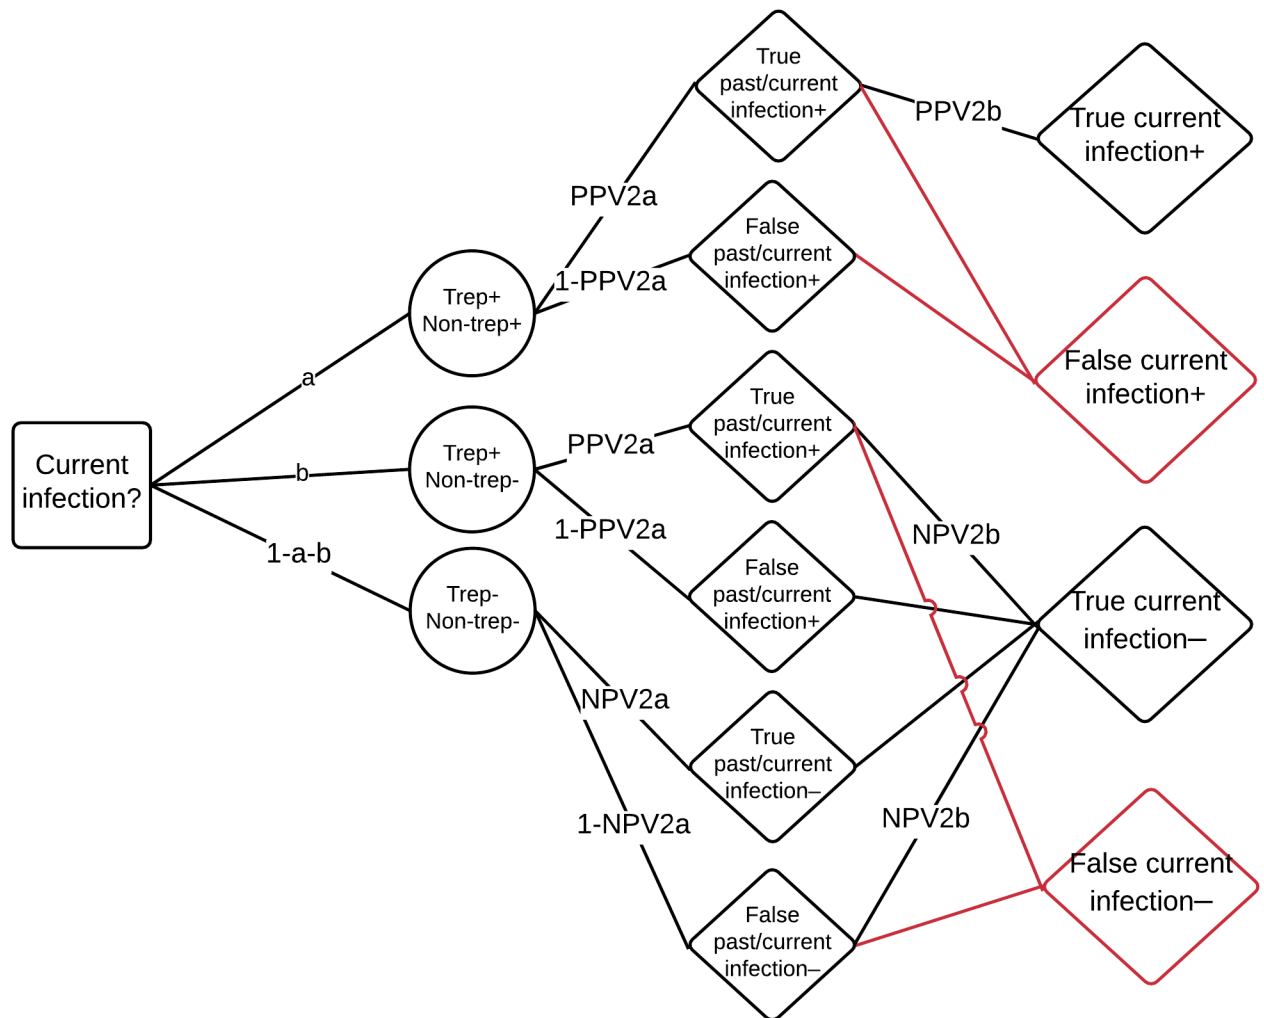 Current
infection?
a
b
1-a-b
Trep+
Non-trep+
Trep+
Non-trep-
Trep-
Non-trep-
PPV2a
1-PPV2a
PPV2a
1-PPV2a
NPV2a
1-NPV2a
True
past/current
infection+
False
past/current
infection+
True
past/current
infection+
False
past/current
infection+
True
past/current
infection–
False
past/current
infection–
PPV2b
NPV2b
NPV2b
True current
infection+
False current
infection+
True current
infection–
False current
infection–